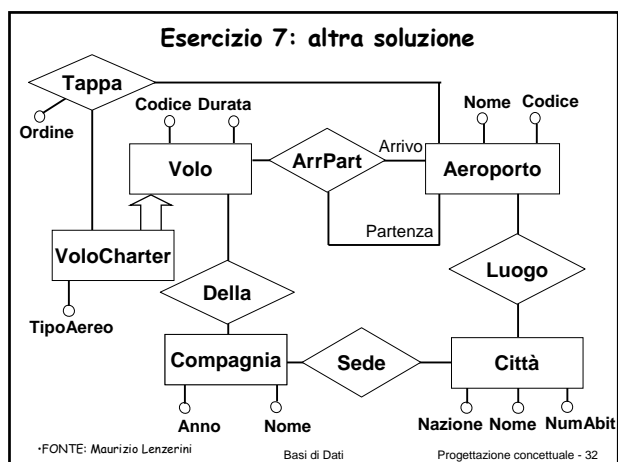 Esercizio 7: altra soluzione
Tappa
Ordine
Codice Durata
Nome Codice
Volo
ArrPart
Arrivo
Aeroporto
Partenza
VoloCharter
TipoAereo
Della
Luogo
Compagnia
Sede
Città
Anno Nome
Nazione Nome NumAbit
•FONTE: Maurizio Lenzerini
Basi di Dati
Progettazione concettuale - 32